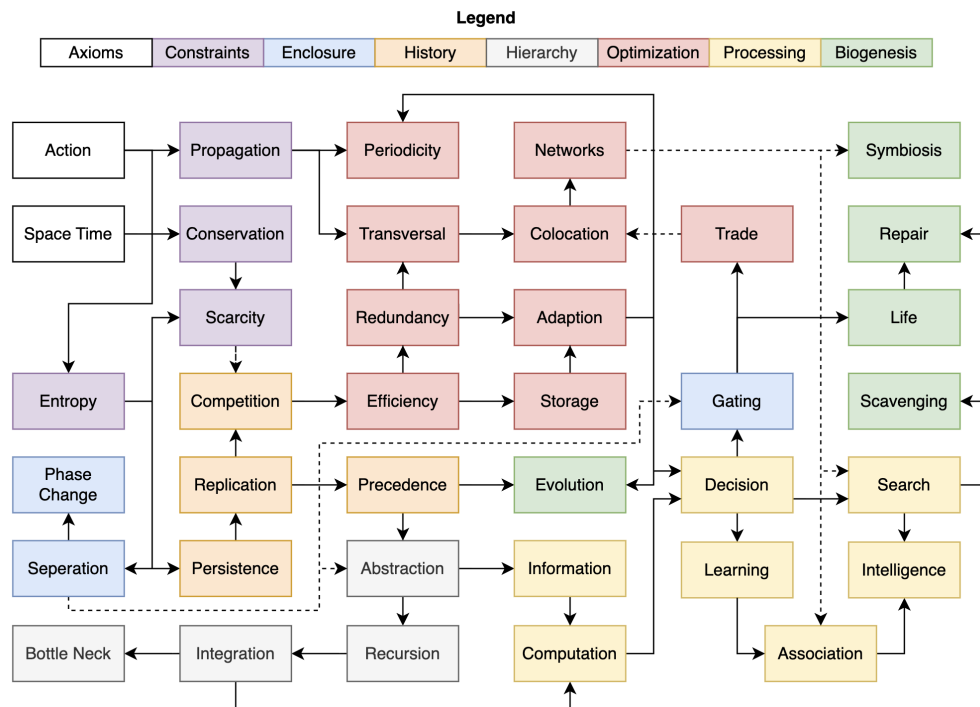 Legend
Axioms
Constraints
Enclosure
History
Hierarchy
Optimization
Processing
Biogenesis
Action
Propagation
Periodicity
Networks
Symbiosis
Space Time
Conservation
Transversal
Colocation
Trade
Repair
Scarcity
Redundancy
Adaption
Life
Entropy
Competition
Efficiency
Storage
Gating
Scavenging
Phase
Change
Replication
Precedence
Evolution
Decision
Search
Seperation
Persistence
Abstraction
Information
Learning
Intelligence
Bottle Neck
Integration
Recursion
Computation
Association